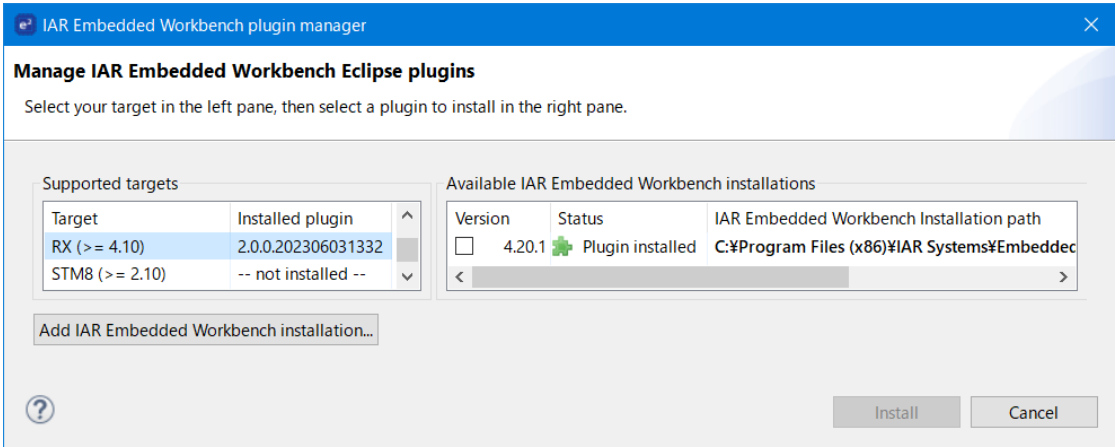 e² IAR Embedded Workbench plugin manager
Manage IAR Embedded Workbench Eclipse plugins
Select your target in the left pane, then select a plugin to install in the right pane.
Supported targets
Target Installed plugin
RX (>= 4.10) 2.0.0.202306031332
STM8 (>= 2.10) -- not installed --
Available IAR Embedded Workbench installations
Version Status IAR Embedded Workbench Installation path
4.20.1 Plugin installed C:¥Program Files (x86)¥IAR Systems¥Embedded
Add IAR Embedded Workbench installation...
?
Install Cancel